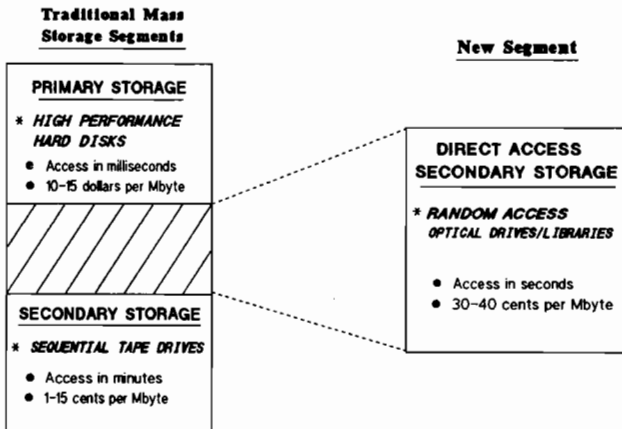 Traditional Mass
Storage Segments
PRIMARY STORAGE
* HIGH PERFORMANCE
HARD DISKS
● Access in milliseconds
● 10-15 dollars per Mbyte
SECONDARY STORAGE
* SEQUENTIAL TAPE DRIVES
● Access in minutes
● 1-15 cents per Mbyte
New Segment
DIRECT ACCESS
SECONDARY STORAGE
* RANDOM ACCESS
OPTICAL DRIVES/LIBRARIES
● Access in seconds
● 30-40 cents per Mbyte